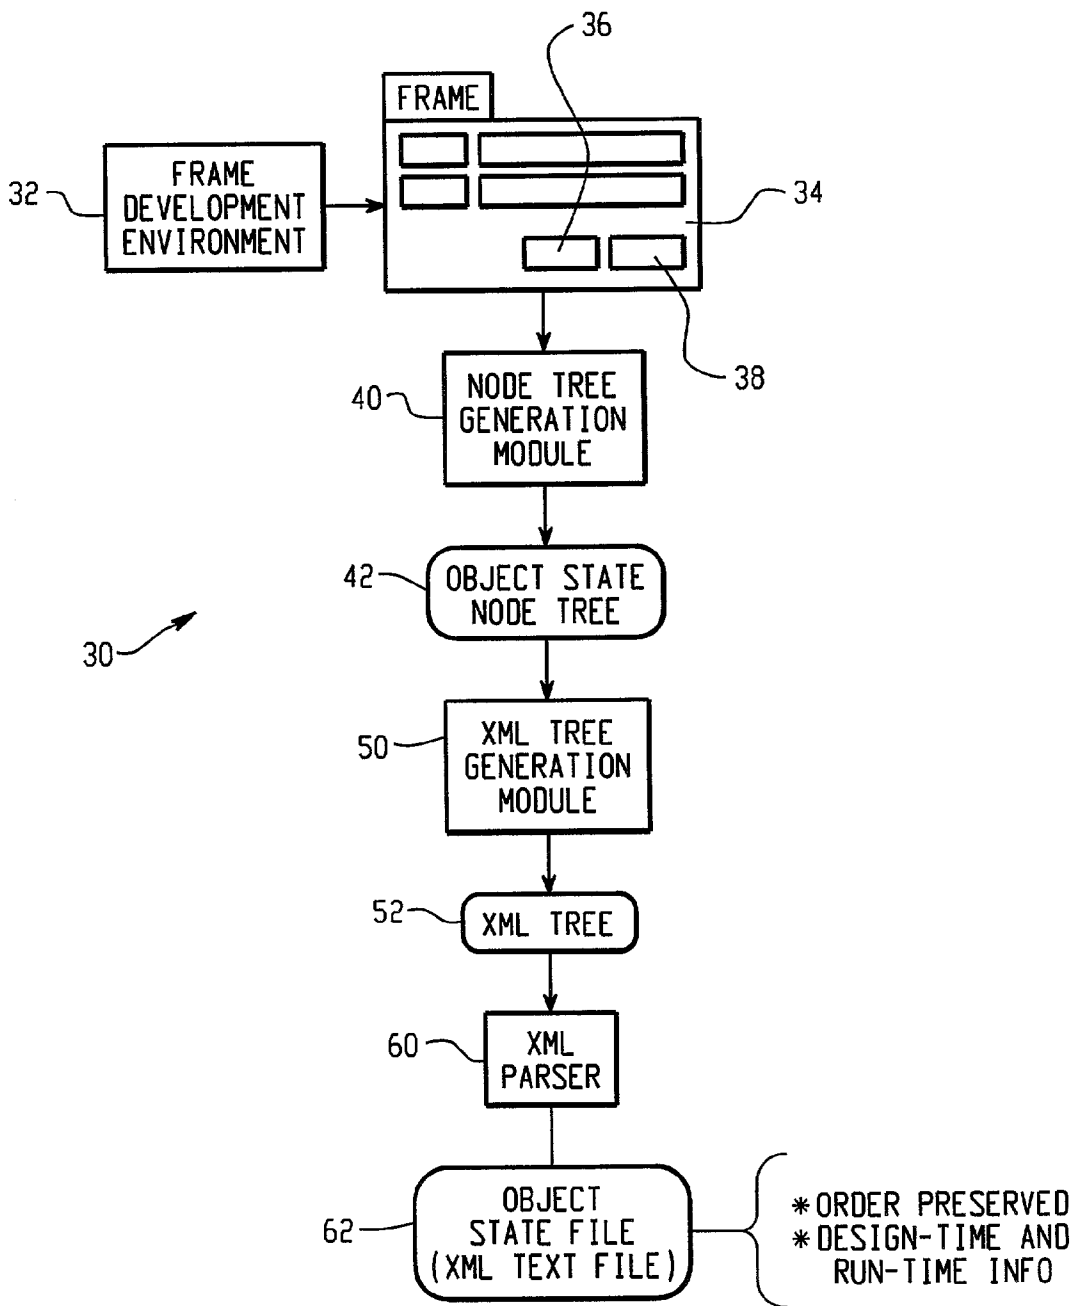 36
FRAME
32
FRAME
DEVELOPMENT
ENVIRONMENT
34
38
40
NODE TREE
GENERATION
MODULE
42
OBJECT STATE
NODE TREE
30
50
XML TREE
GENERATION
MODULE
52
XML TREE
60
XML
PARSER
62
OBJECT
STATE FILE
(XML TEXT FILE)
*ORDER PRESERVED
*DESIGN-TIME AND
RUN-TIME INFO